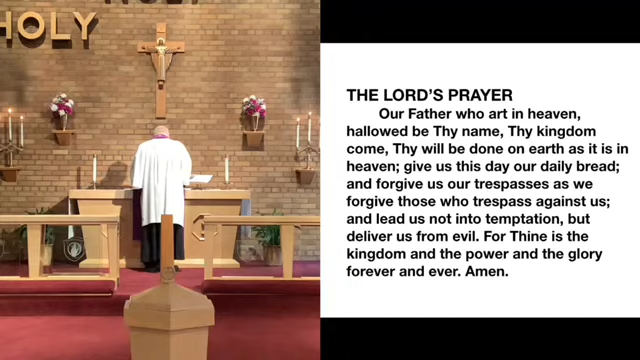 HOLY
THE LORD'S PRAYER
Our Father who art in heaven,
hallowed be Thy name, Thy kingdom
come, Thy will be done on earth as it is in
heaven; give us this day our daily bread;
and forgive us our trespasses as we
forgive those who trespass against us;
and lead us not into temptation, but
deliver us from evil. For Thine is the
kingdom and the power and the glory
forever and ever. Amen.